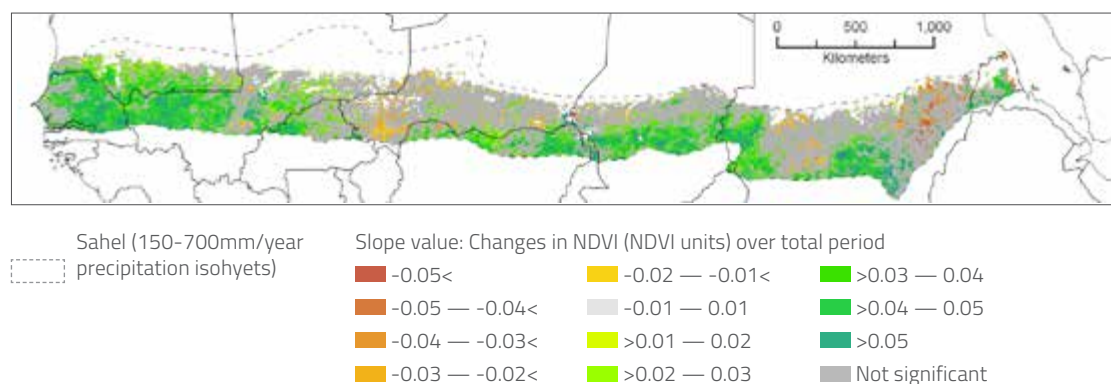 0 500 1,000
Kilometers
Sahel (150-700mm/year
precipitation isohyets)
Slope value: Changes in NDVI (NDVI units) over total period
-0.05<
-0.05 — -0.04<
-0.04 — -0.03<
-0.03 — -0.02<
-0.02 — -0.01<
-0.01 — 0.01
>0.01 — 0.02
>0.02 — 0.03
>0.03 — 0.04
>0.04 — 0.05
>0.05
Not significant